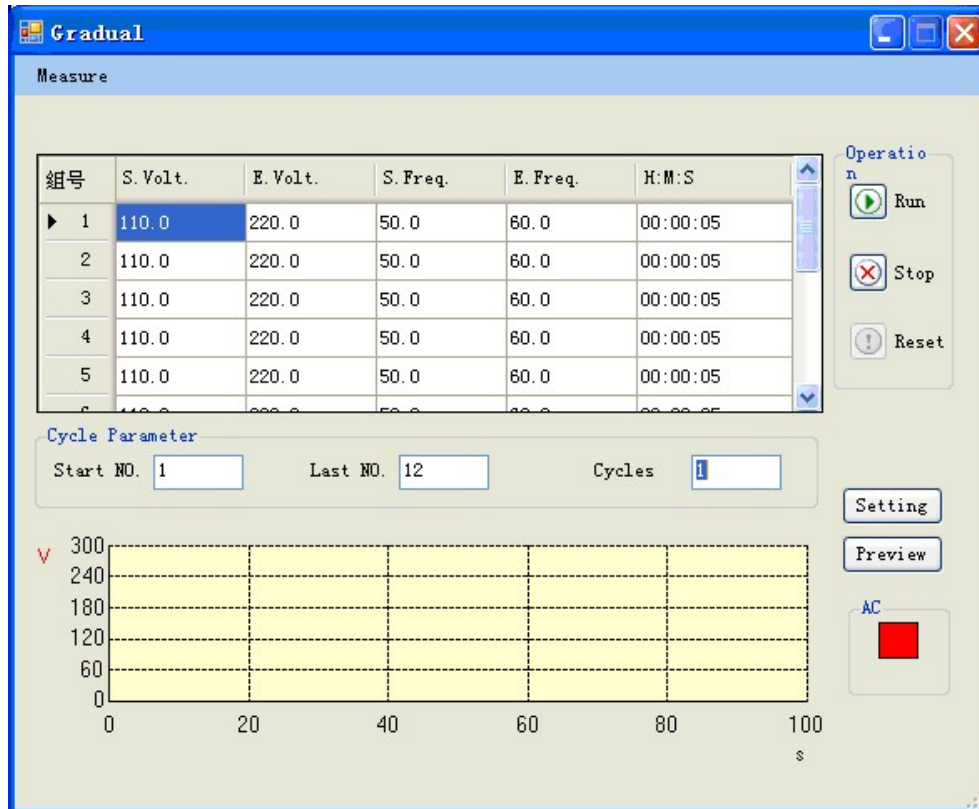 Gradual
Measure
组号 S.Volt. E.Volt. S.Freq. E.Freq. H:M:S
1 110.0 220.0 50.0 60.0 00:00:05
2 110.0 220.0 50.0 60.0 00:00:05
3 110.0 220.0 50.0 60.0 00:00:05
4 110.0 220.0 50.0 60.0 00:00:05
5 110.0 220.0 50.0 60.0 00:00:05
Operatio
n
Run
Stop
Reset
Cycle Parameter
Start NO. 1 Last NO. 12 Cycles 1
Setting
Preview
AC
V
300
240
180
120
60
0
0 20 40 60 80 100
s